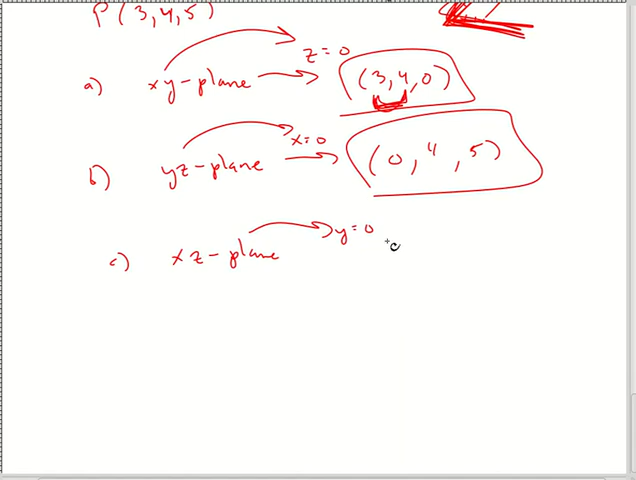 P(3,4,5)
z=0
a) xy-plane → (3,4,0)
x=0
b) yz-plane → (0,4,5)
c) xz-plane → y=0